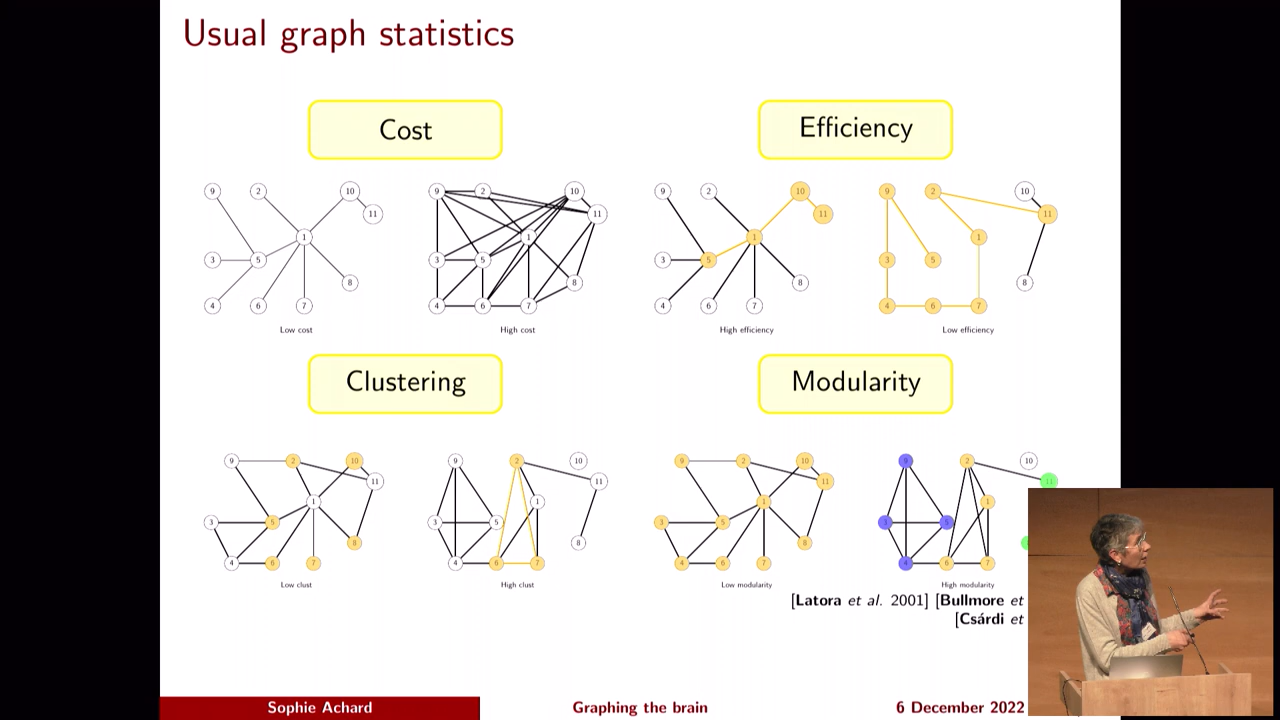 Usual graph statistics
Cost
Efficiency
9 2 10 11 1 3 5 8 4 6 7
9 2 10 11 1 3 5 8 4 6 7
9 2 10 11 1 3 5 8 4 6 7
9 2 10 11 1 3 5 8 4 6 7
Low cost
High cost
High efficiency
Low efficiency
Clustering
Modularity
9 2 10 11 1 3 5 8 4 6 7
9 2 10 11 1 3 5 8 4 6 7
9 2 10 11 1 3 5 8 4 6 7
9 2 10 11 1 3 5 4 6 7
Low clust
High clust
Low modularity
High modularity
[Latora et al. 2001] [Bullmore et
[Csárdi et
Sophie Achard
Graphing the brain
6 December 2022